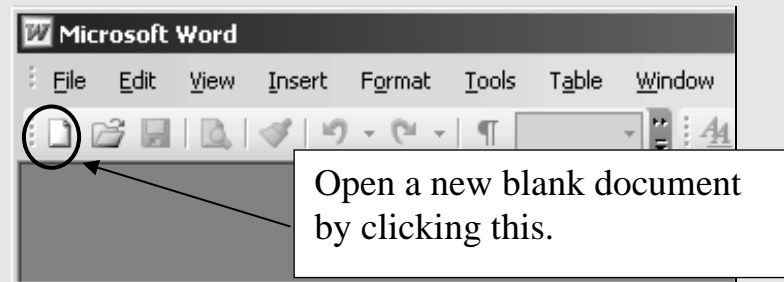 Microsoft Word
File Edit View Insert Format Tools Table Window
Open a new blank document
by clicking this.